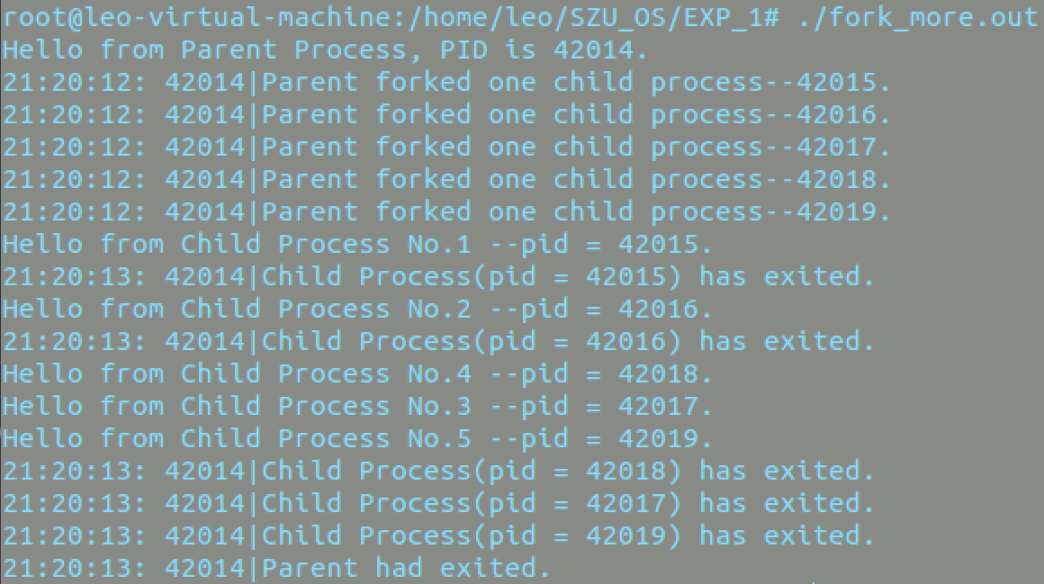 root@leo-virtual-machine:/home/leo/SZU_OS/EXP_1# ./fork_more.out
Hello from Parent Process, PID is 42014.
21:20:12: 42014|Parent forked one child process--42015.
21:20:12: 42014|Parent forked one child process--42016.
21:20:12: 42014|Parent forked one child process--42017.
21:20:12: 42014|Parent forked one child process--42018.
21:20:12: 42014|Parent forked one child process--42019.
Hello from Child Process No.1 --pid = 42015.
21:20:13: 42014|Child Process(pid = 42015) has exited.
Hello from Child Process No.2 --pid = 42016.
21:20:13: 42014|Child Process(pid = 42016) has exited.
Hello from Child Process No.4 --pid = 42018.
Hello from Child Process No.3 --pid = 42017.
Hello from Child Process No.5 --pid = 42019.
21:20:13: 42014|Child Process(pid = 42018) has exited.
21:20:13: 42014|Child Process(pid = 42017) has exited.
21:20:13: 42014|Child Process(pid = 42019) has exited.
21:20:13: 42014|Parent had exited.